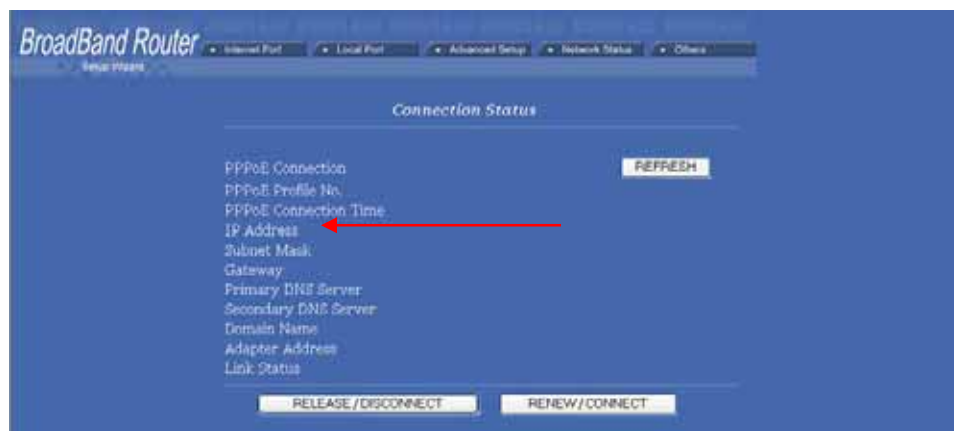 BroadBand Router
Internet Port Local Port Advanced Setup Network Status Others
Setup Wizard
Connection Status
PPPoE Connection REFRESH
PPPoE Profile No.
PPPoE Connection Time
IP Address
Subnet Mask
Gateway
Primary DNS Server
Secondary DNS Server
Domain Name
Adapter Address
Link Status
RELEASE/DISCONNECT RENEW/CONNECT